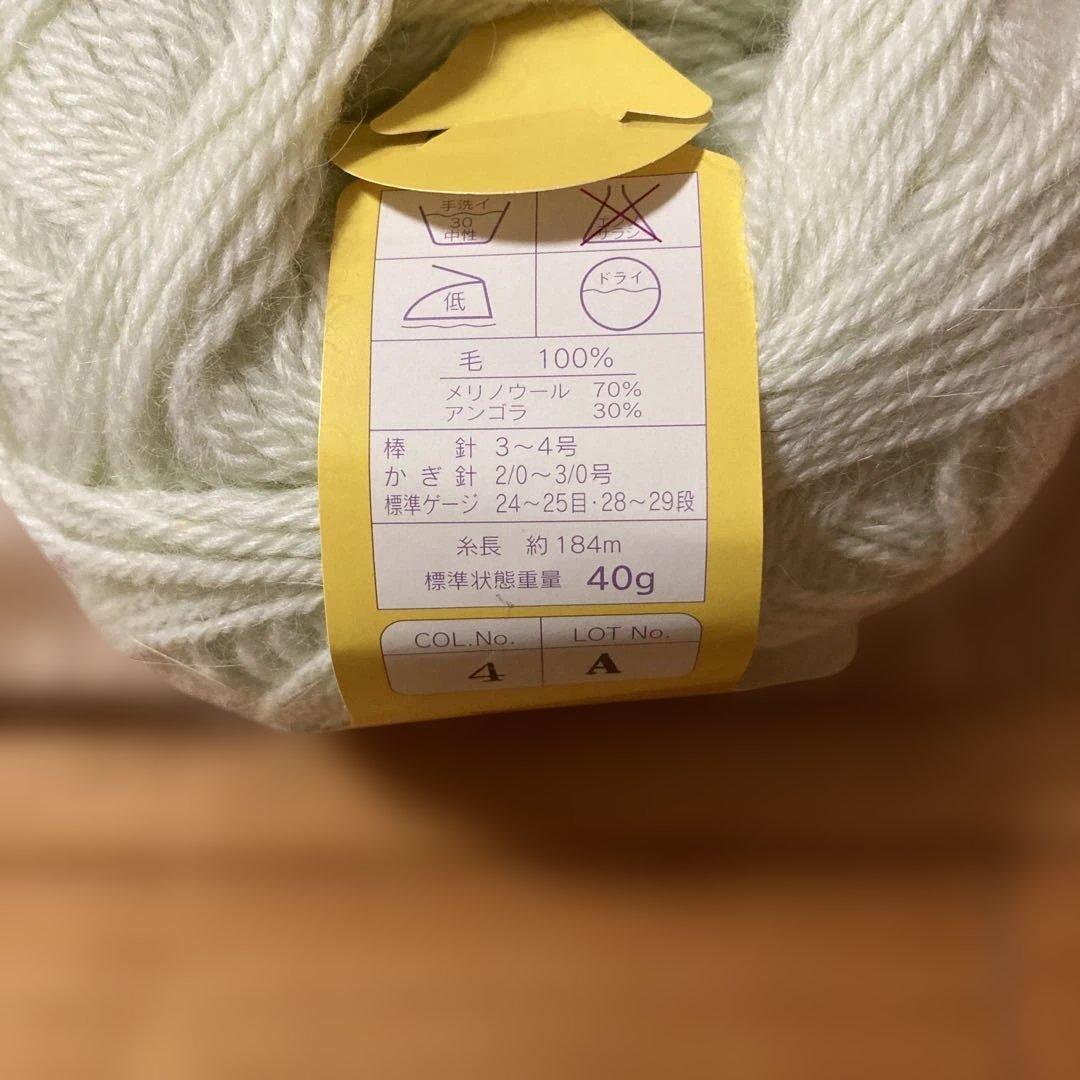 手洗イ
30
中性
エンソ
サラシ
低
ドライ
毛 100%
メリノウール 70%
アンゴラ 30%
棒針 3～4号
かぎ針 2/0～3/0号
標準ゲージ 24～25目・28～29段
糸長 約184m
標準状態重量 40g
COL.No. LOT No.
4 A